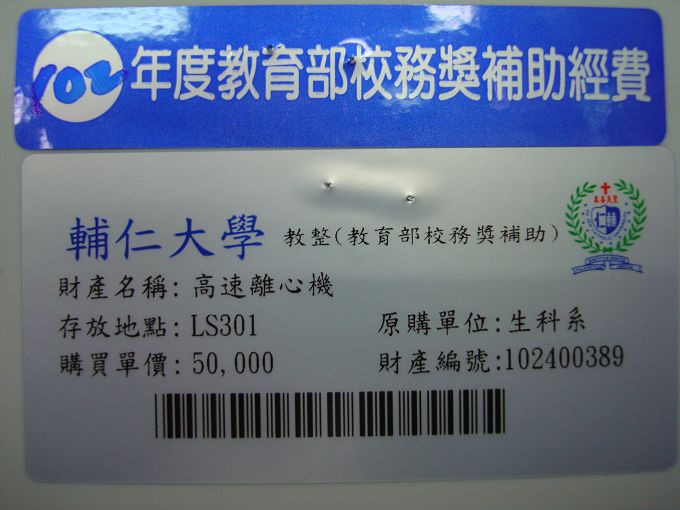 102年度教育部校務獎補助經費
輔仁大學 教整(教育部校務獎補助)
財產名稱: 高速離心機
存放地點: LS301 原購單位: 生科系
購買單價: 50,000 財產編號:102400389